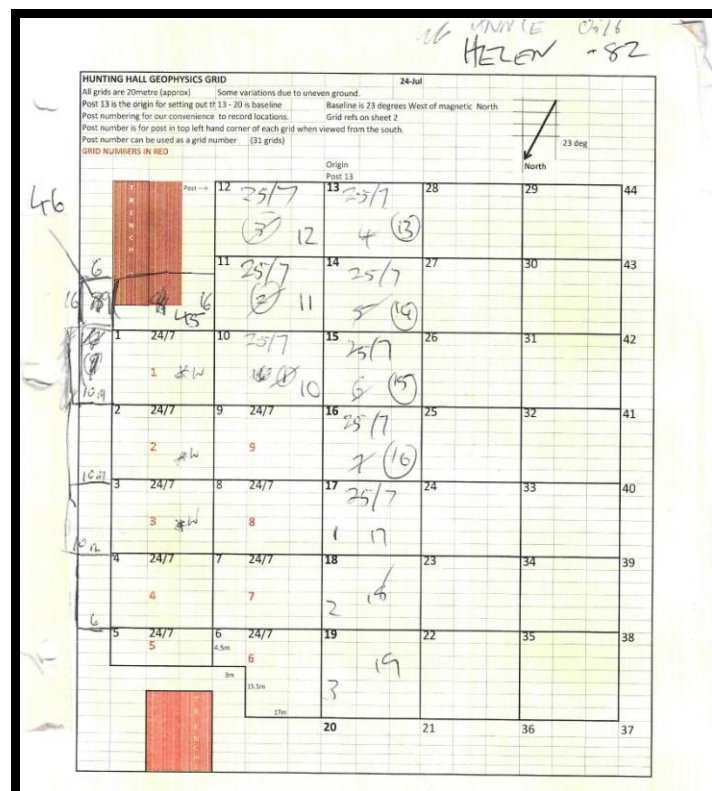 HELEN -82
HUNTING HALL GEOPHYSICS GRID 24-Jul
All grids are 20metre (approx) Some variations due to uneven ground.
Post 13 is the origin for setting out th 13 - 20 is baseline Baseline is 23 degrees West of magnetic North
Post numbering for our convenience to record locations. Grid refs on sheet 2
Post number is for post in top left hand corner of each grid when viewed from the south.
Post number can be used as a grid number (31 grids)
23 deg
GRID NUMBERS IN RED
North
Origin
Post 13
TRENCH
Post -->
12 13 28 29 44
25/7 25/7
46
3 12 4 13
11 14 27 30 43
25/7 25/7
6
16 45 16 2 11 5 14
1 24/7 10 15 26 31 42
25/7 25/7
1 W 10 6 15
2 24/7 9 24/7 16 25 32 41
25/7
2 W 9 7 16
3 24/7 8 24/7 17 24 33 40
25/7
3 W 8 1 17
4 24/7 7 24/7 18 23 34 39
4 7 18
6 2
5 24/7 6 24/7 19 22 35 38
5 4.5m 6 19
3m 15.5m 3
17m
20 21 36 37
TRENCH